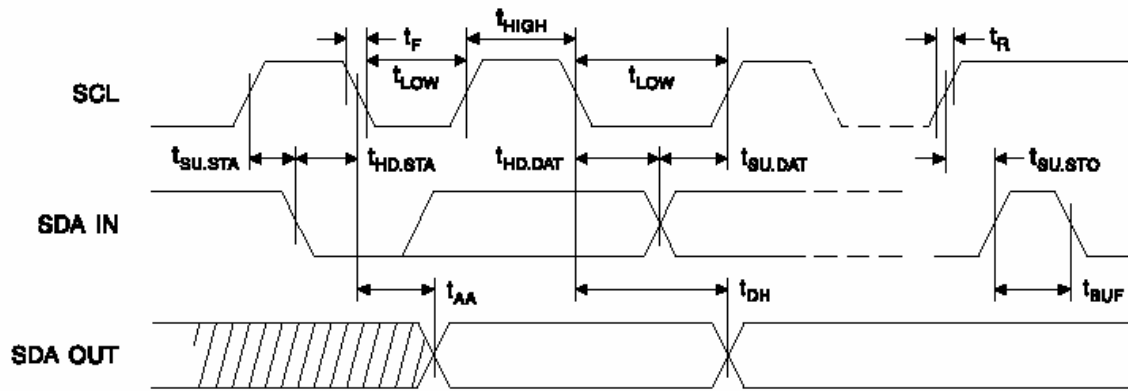 tF
tHIGH
tR
tLOW
tLOW
SCL
tSU.STA
tHD.STA
tHD.DAT
tSU.DAT
tSU.STO
SDA IN
tAA
tDH
tBUF
SDA OUT